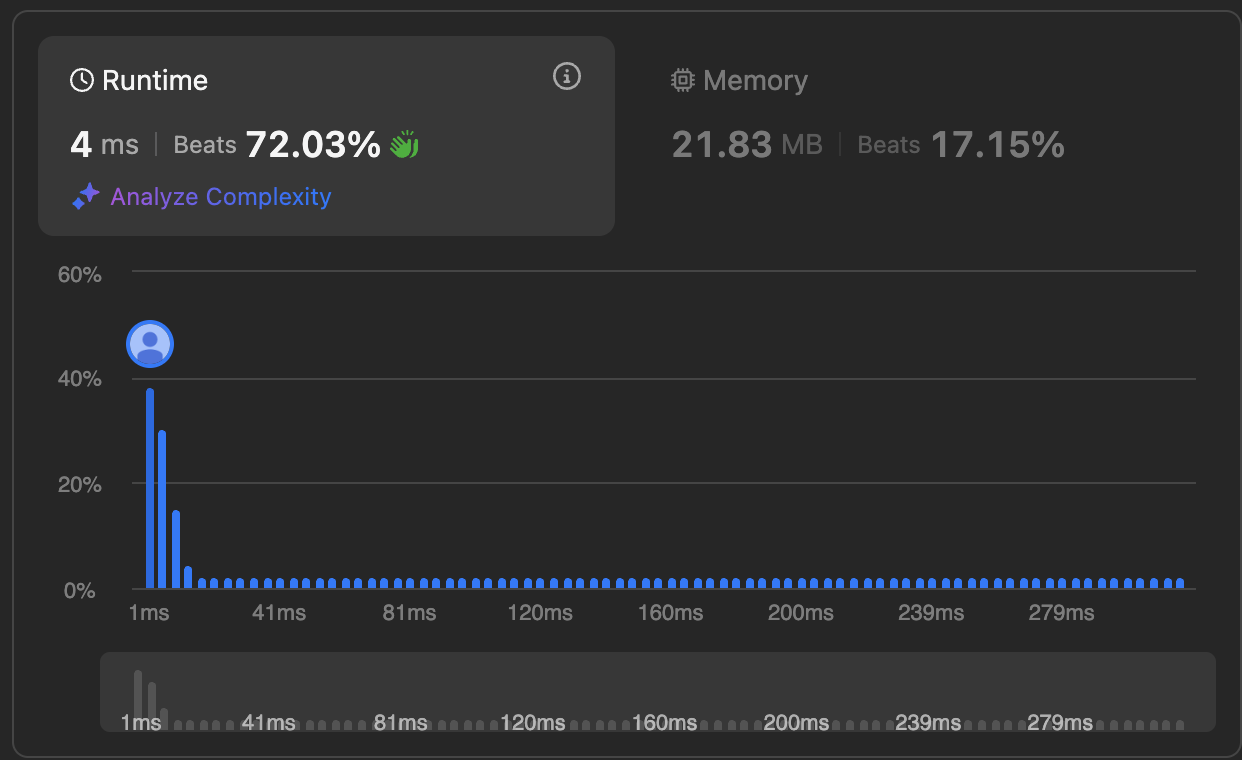 Runtime
4 ms | Beats 72.03%
Analyze Complexity
Memory
21.83 MB | Beats 17.15%
60%
40%
20%
0%
1ms 41ms 81ms 120ms 160ms 200ms 239ms 279ms
1ms 41ms 81ms 120ms 160ms 200ms 239ms 279ms